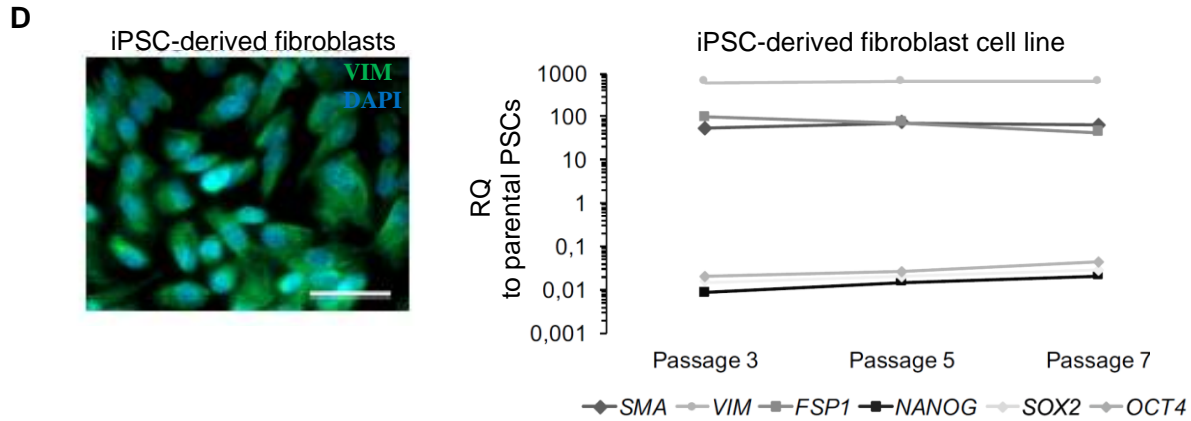 D
iPSC-derived fibroblasts
VIM
DAPI
iPSC-derived fibroblast cell line
RQ
to parental PSCs
1000
100
10
1
0,1
0,01
0,001
Passage 3 Passage 5 Passage 7
SMA VIM FSP1 NANOG SOX2 OCT4